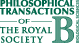 PHILOSOPHICAL
TRANSACTIONS
OF THE ROYAL
SOCIETY B